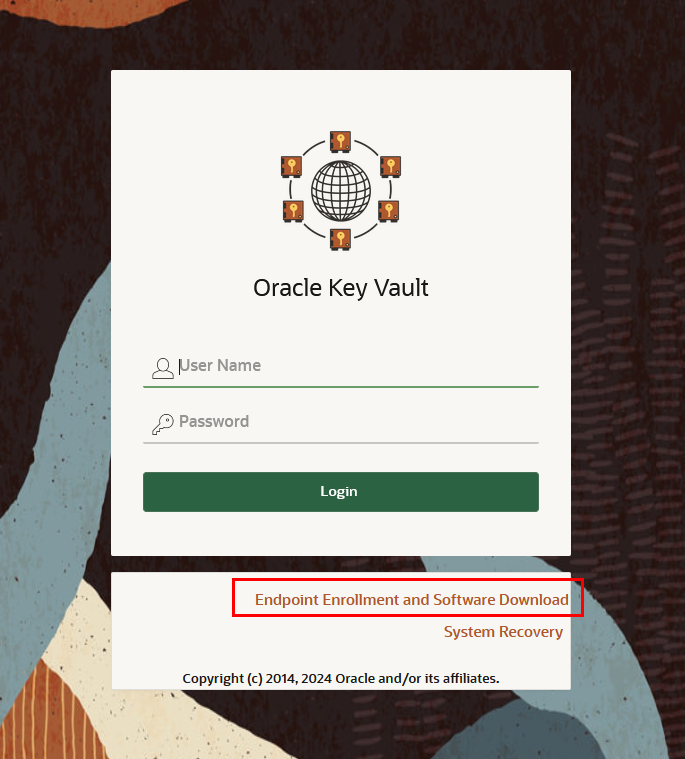 Oracle Key Vault
User Name
Password
Login
Endpoint Enrollment and Software Download
System Recovery
Copyright (c) 2014, 2024 Oracle and/or its affiliates.